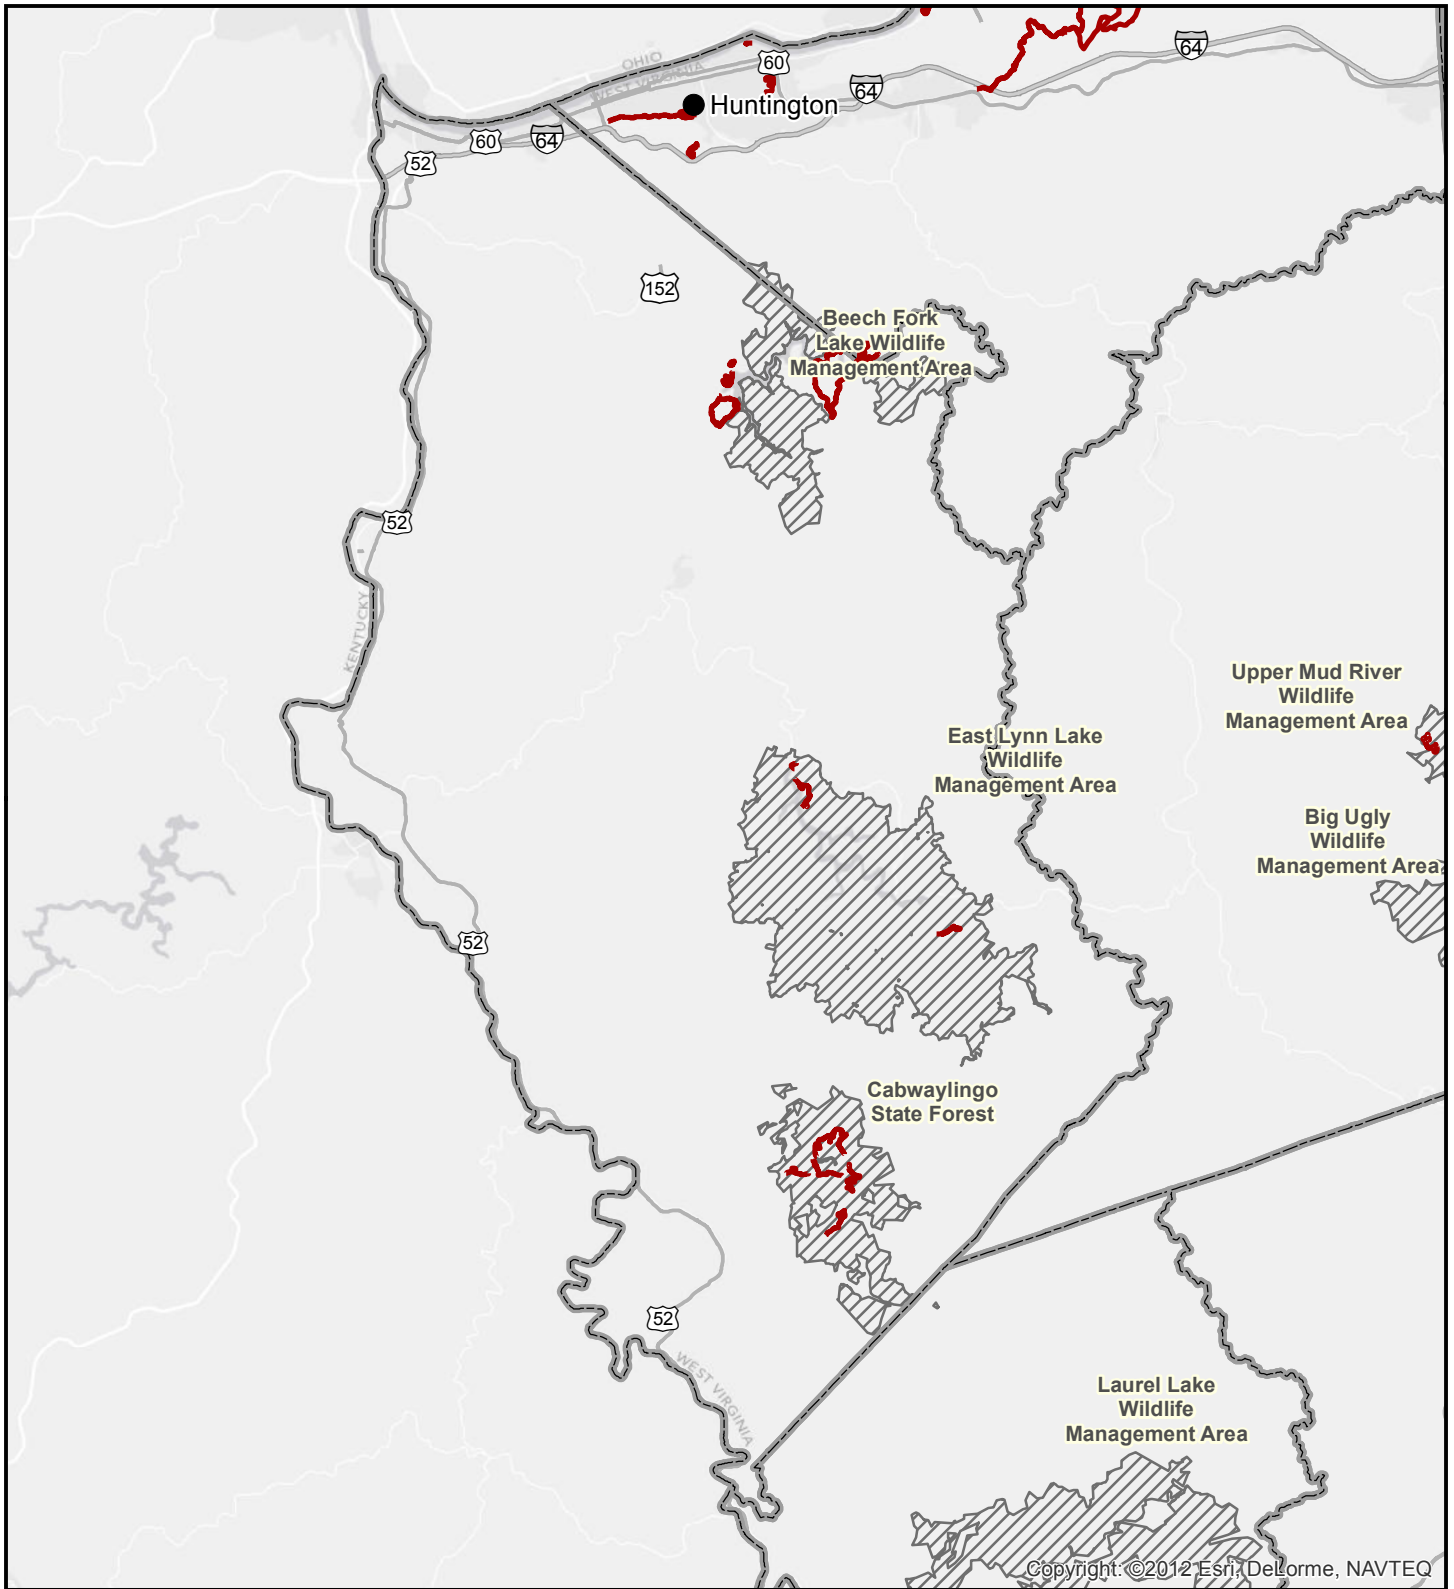 64
OHIO
WEST VIRGINIA
60
64
Huntington
60
64
52
152
Beech Fork
Lake Wildlife
Management Area
52
KENTUCKY
Upper Mud River
Wildlife
Management Area
East Lynn Lake
Wildlife
Management Area
Big Ugly
Wildlife
Management Area
52
Cabwaylingo
State Forest
52
WEST VIRGINIA
Laurel Lake
Wildlife
Management Area
Copyright: ©2012 Esri, DeLorme, NAVTEQ